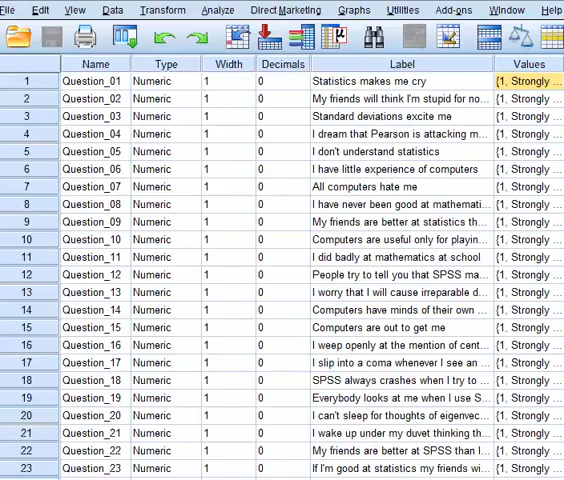 File Edit View Data Transform Analyze Direct Marketing Graphs Utilities Add-ons Window Help
Name Type Width Decimals Label Values
1 Question_01 Numeric 1 0 Statistics makes me cry {1, Strongly ...
2 Question_02 Numeric 1 0 My friends will think I'm stupid for no... {1, Strongly ...
3 Question_03 Numeric 1 0 Standard deviations excite me {1, Strongly ...
4 Question_04 Numeric 1 0 I dream that Pearson is attacking m... {1, Strongly ...
5 Question_05 Numeric 1 0 I don't understand statistics {1, Strongly ...
6 Question_06 Numeric 1 0 I have little experience of computers {1, Strongly ...
7 Question_07 Numeric 1 0 All computers hate me {1, Strongly ...
8 Question_08 Numeric 1 0 I have never been good at mathemati... {1, Strongly ...
9 Question_09 Numeric 1 0 My friends are better at statistics th... {1, Strongly ...
10 Question_10 Numeric 1 0 Computers are useful only for playin... {1, Strongly ...
11 Question_11 Numeric 1 0 I did badly at mathematics at school {1, Strongly ...
12 Question_12 Numeric 1 0 People try to tell you that SPSS ma... {1, Strongly ...
13 Question_13 Numeric 1 0 I worry that I will cause irreparable d... {1, Strongly ...
14 Question_14 Numeric 1 0 Computers have minds of their own ... {1, Strongly ...
15 Question_15 Numeric 1 0 Computers are out to get me {1, Strongly ...
16 Question_16 Numeric 1 0 I weep openly at the mention of cent... {1, Strongly ...
17 Question_17 Numeric 1 0 I slip into a coma whenever I see an ... {1, Strongly ...
18 Question_18 Numeric 1 0 SPSS always crashes when I try to ... {1, Strongly ...
19 Question_19 Numeric 1 0 Everybody looks at me when I use S... {1, Strongly ...
20 Question_20 Numeric 1 0 I can't sleep for thoughts of eigenvec... {1, Strongly ...
21 Question_21 Numeric 1 0 I wake up under my duvet thinking th... {1, Strongly ...
22 Question_22 Numeric 1 0 My friends are better at SPSS than I... {1, Strongly ...
23 Question_23 Numeric 1 0 If I'm good at statistics my friends wi... {1, Strongly ...